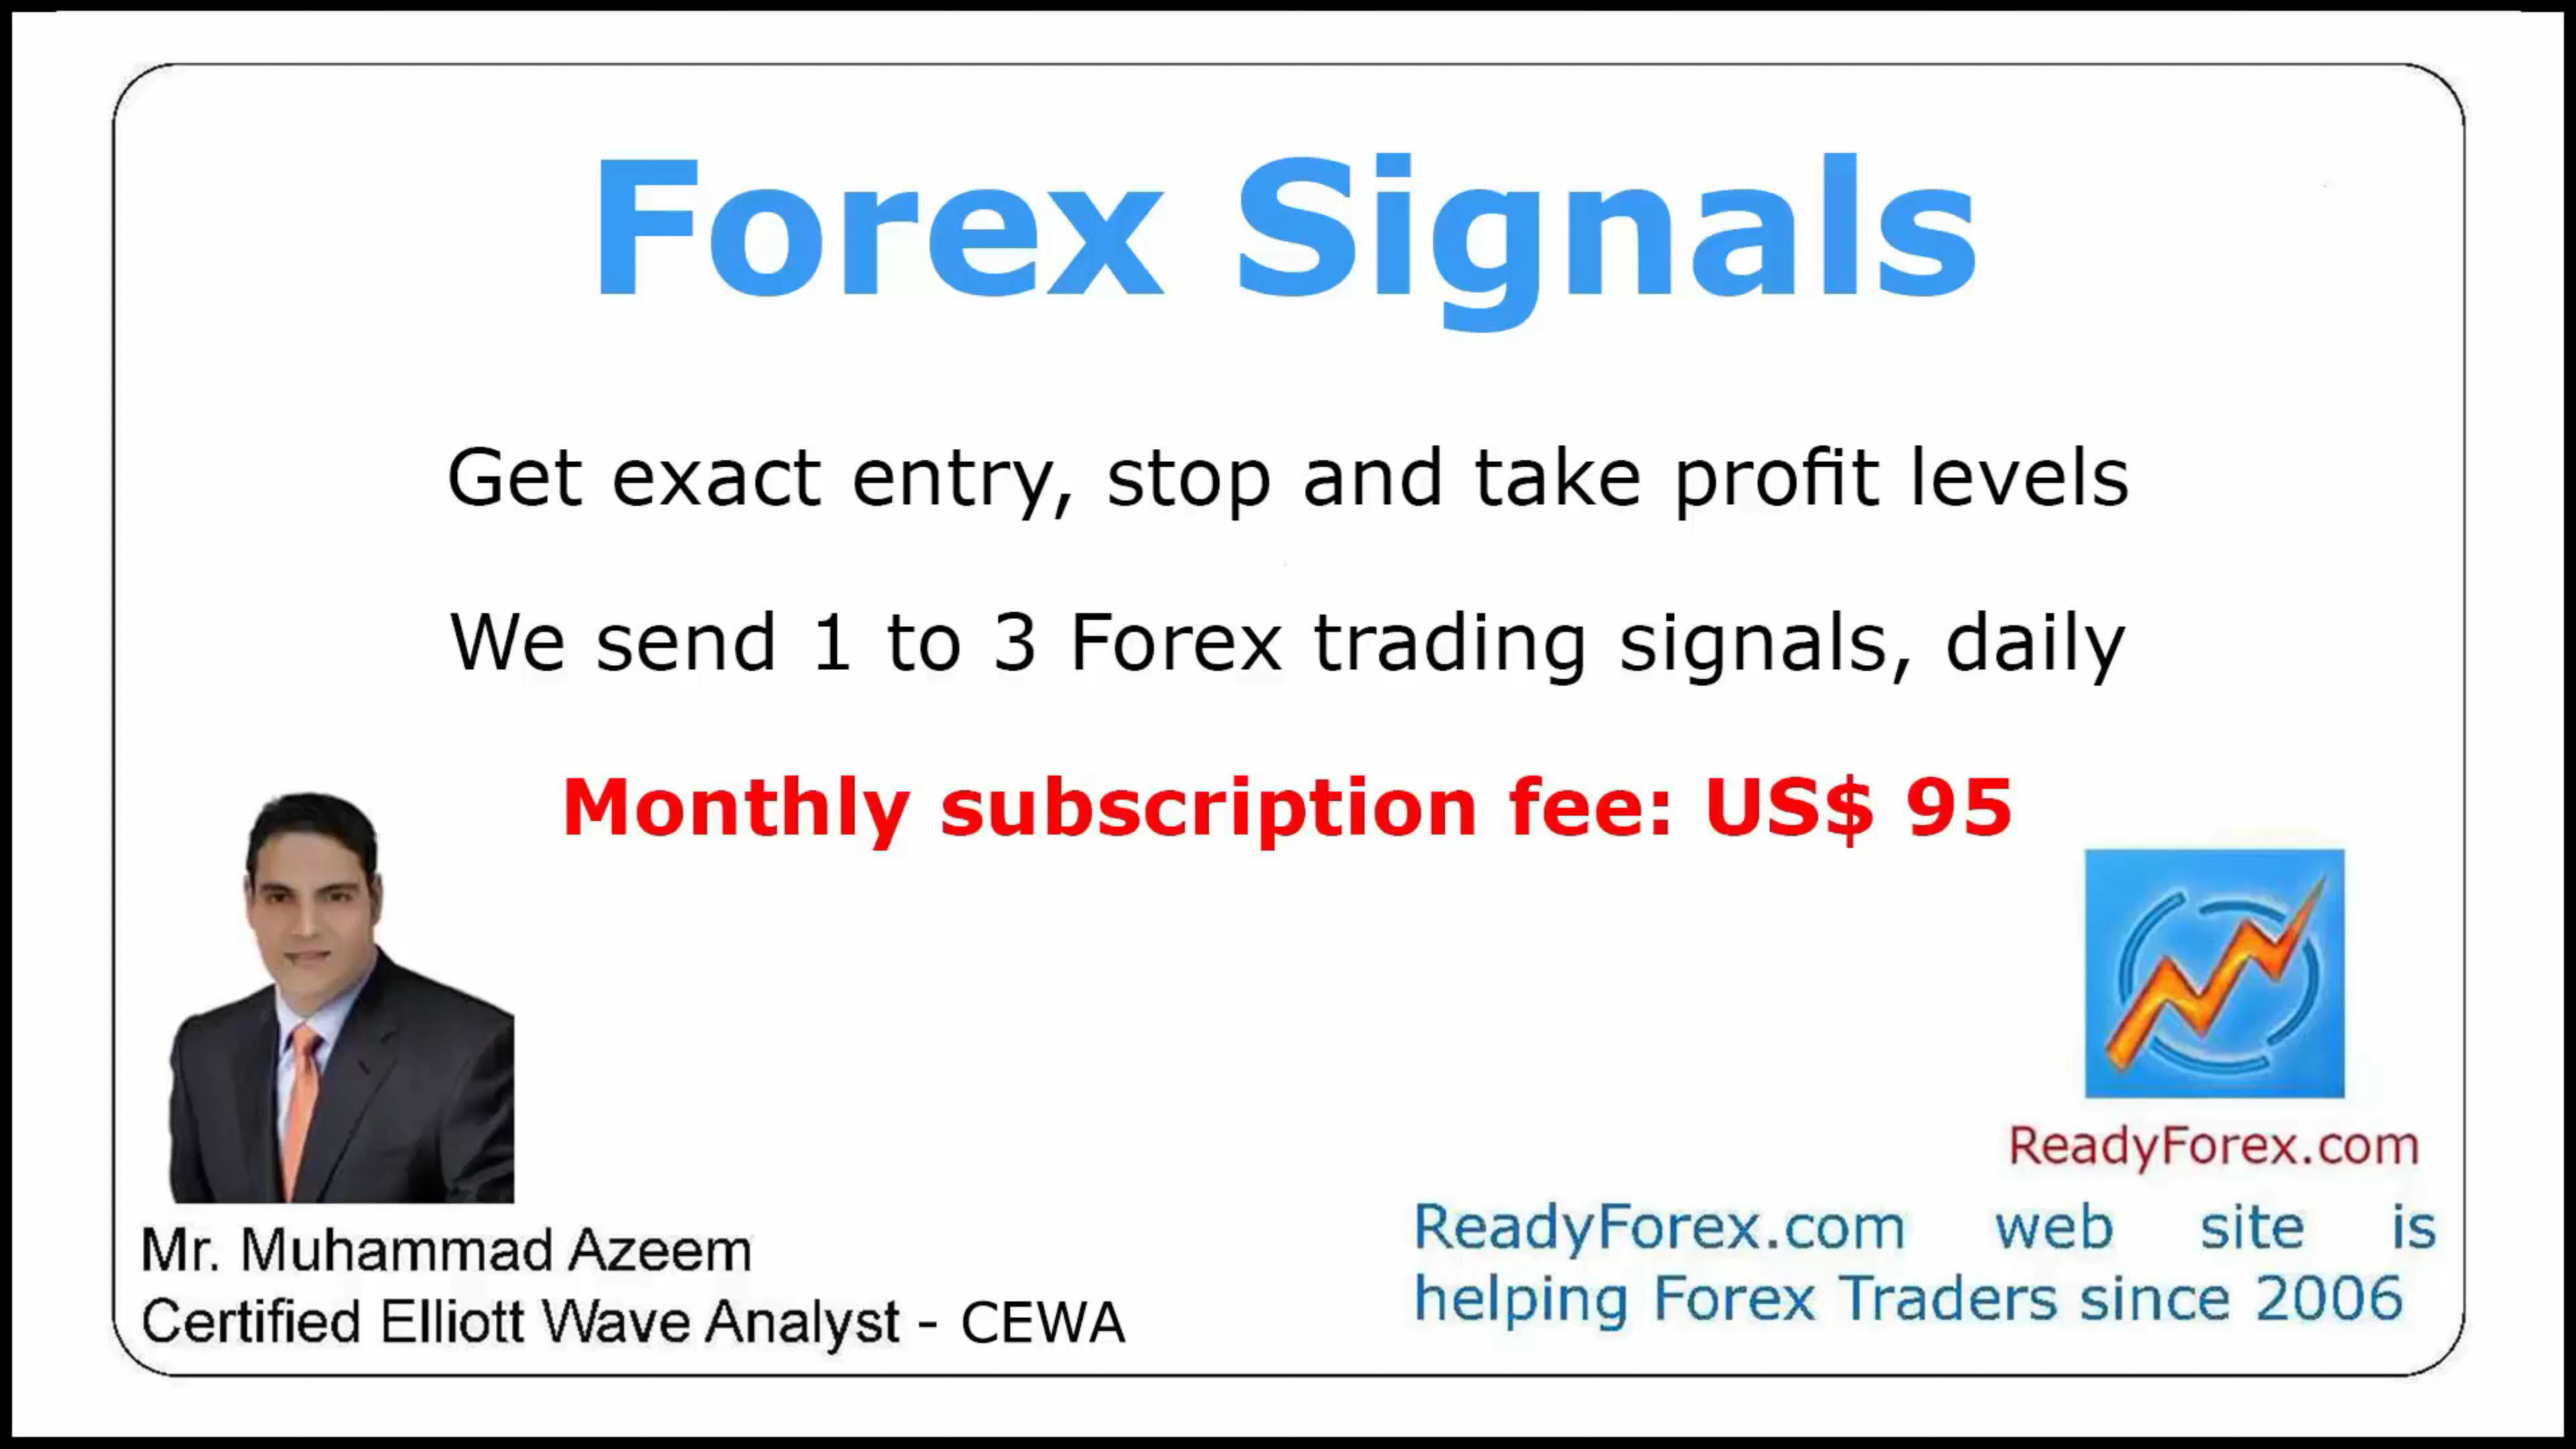 Forex Signals
Get exact entry, stop and take profit levels
We send 1 to 3 Forex trading signals, daily
Monthly subscription fee: US$ 95
ReadyForex.com
Mr. Muhammad Azeem
Certified Elliott Wave Analyst - CEWA
ReadyForex.com web site is
helping Forex Traders since 2006